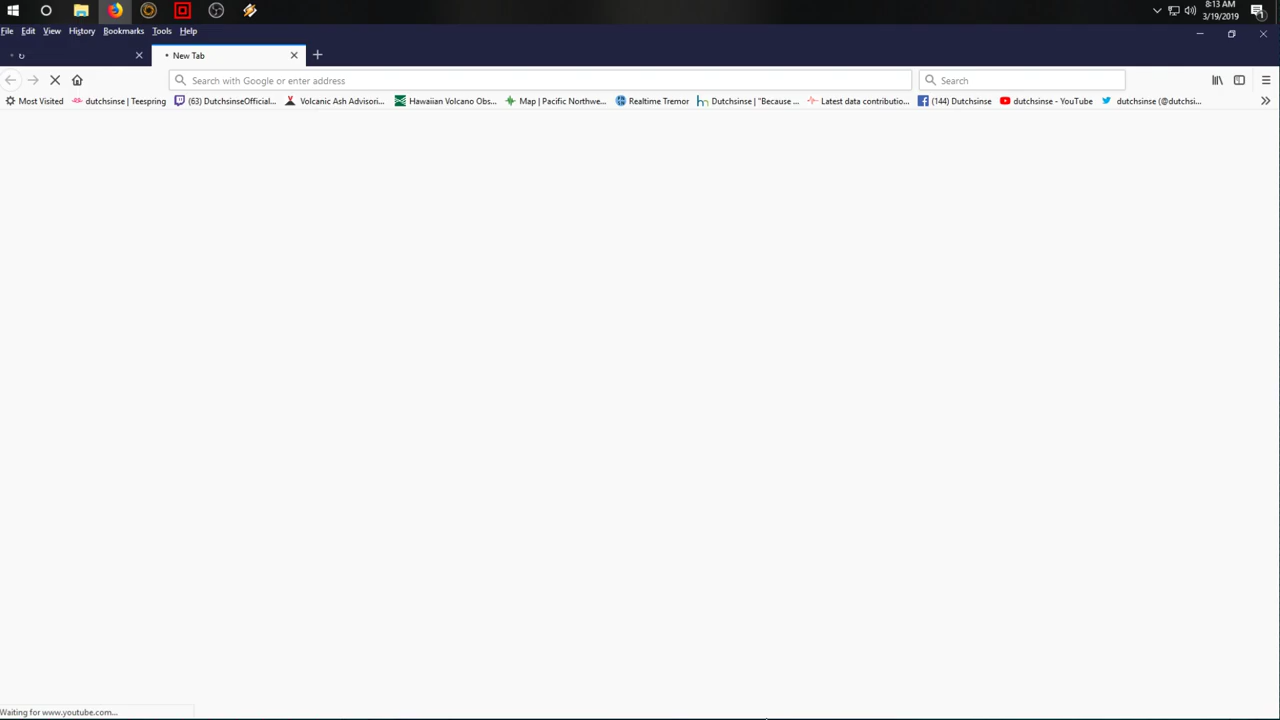 8:13 AM
3/19/2019
1
File Edit View History Bookmarks Tools Help
New Tab
Search with Google or enter address
Search
Most Visited dutchsinse | Teespring (63) DutchsinseOfficial... Volcanic Ash Advisori... Hawaiian Volcano Obs... Map | Pacific Northwe... Realtime Tremor Dutchsinse | "Because ... Latest data contributio... (144) Dutchsinse dutchsinse - YouTube dutchsinse (@dutchsi...
Waiting for www.youtube.com...